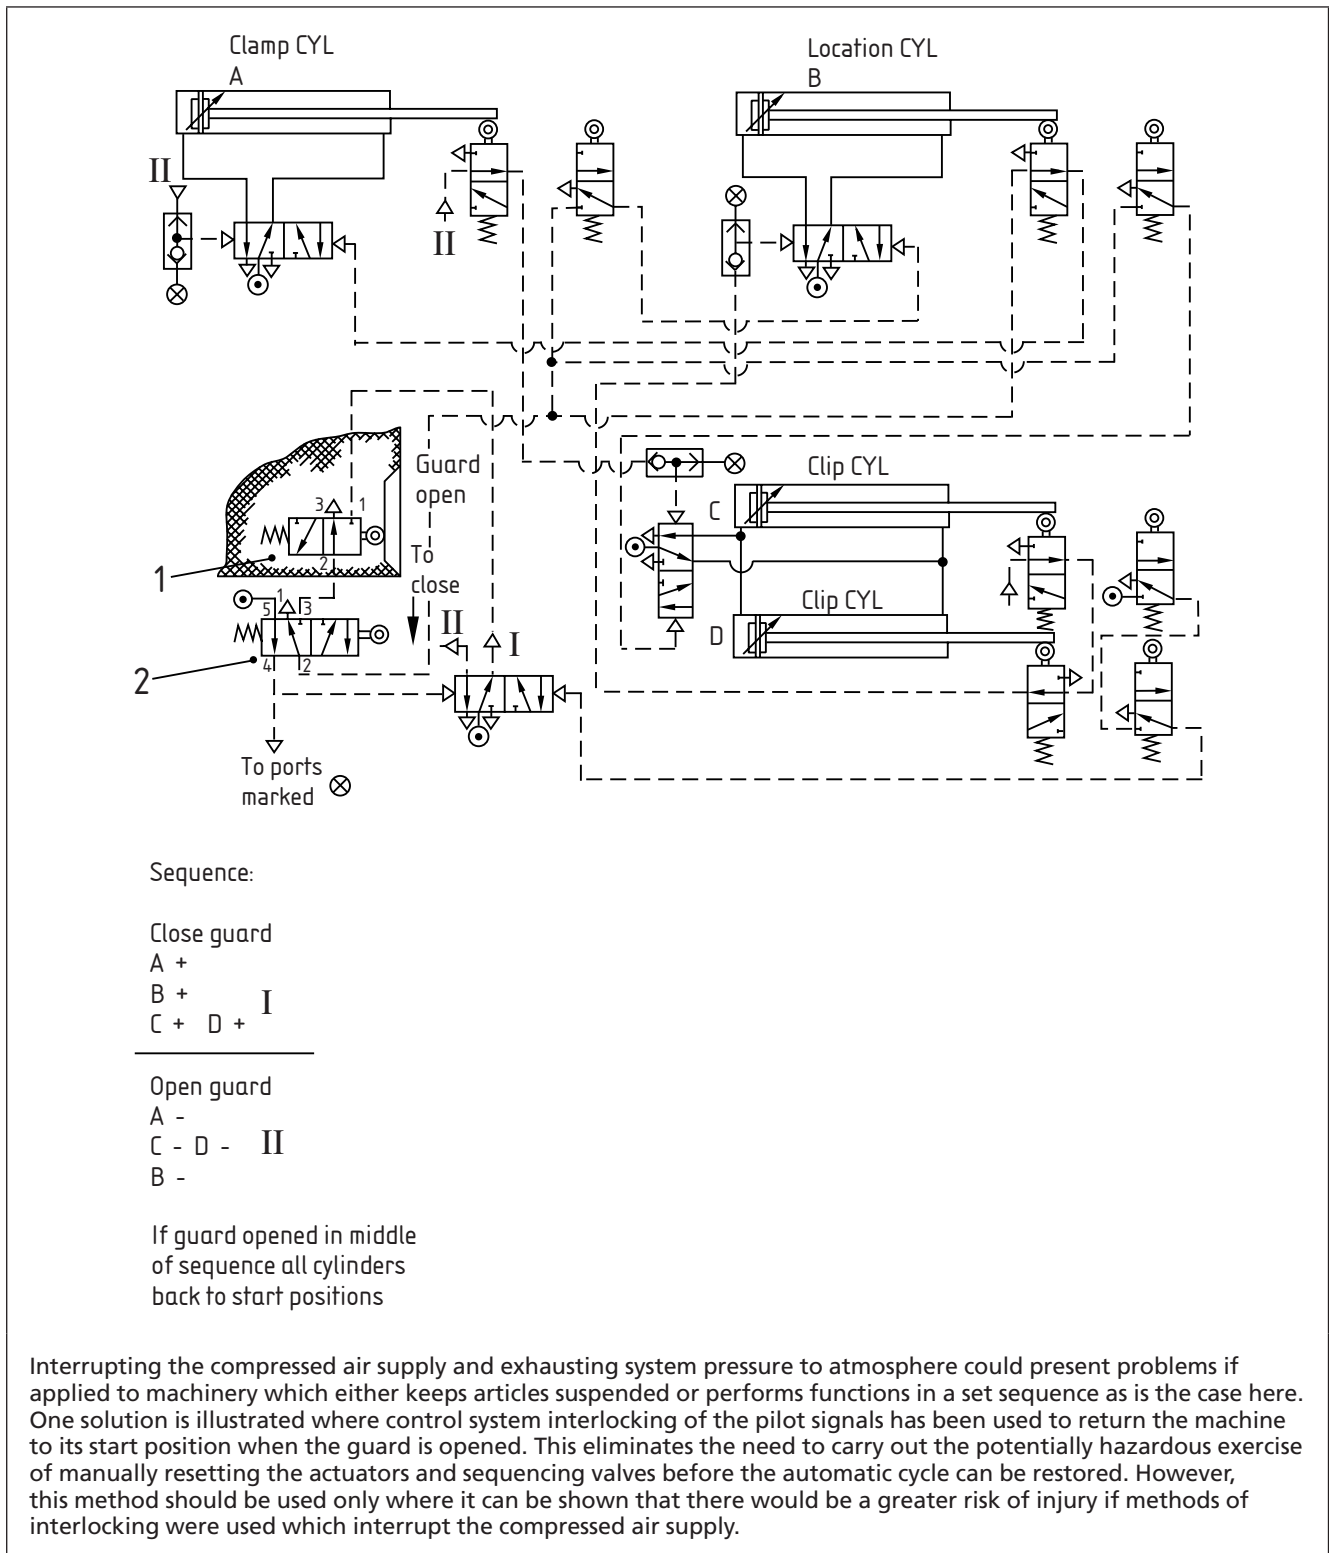 Clamp CYL
A
Location CYL
B
II
II
Guard
open
Clip CYL
C
3 1
2
1
To
close
Clip CYL
1
5 3
II
I
D
4 2
2
To ports
marked
Sequence:
Close guard
A +
B +
I
C + D +
Open guard
A -
C - D - II
B -
If guard opened in middle
of sequence all cylinders
back to start positions
Interrupting the compressed air supply and exhausting system pressure to atmosphere could present problems if
applied to machinery which either keeps articles suspended or performs functions in a set sequence as is the case here.
One solution is illustrated where control system interlocking of the pilot signals has been used to return the machine
to its start position when the guard is opened. This eliminates the need to carry out the potentially hazardous exercise
of manually resetting the actuators and sequencing valves before the automatic cycle can be restored. However,
this method should be used only where it can be shown that there would be a greater risk of injury if methods of
interlocking were used which interrupt the compressed air supply.